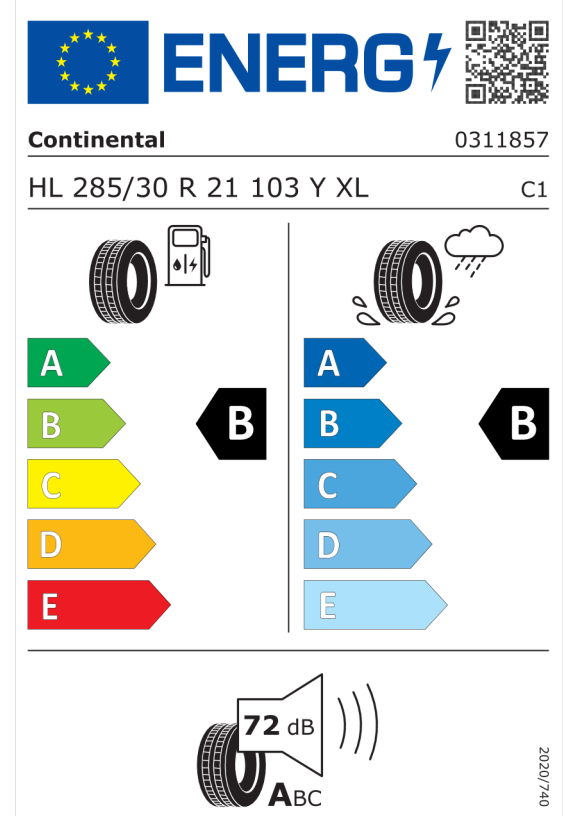 ENERG
Continental 0311857
HL 285/30 R 21 103 Y XL C1
A A
B B B B
C C
D D
E E
72 dB
ABC
2020/740